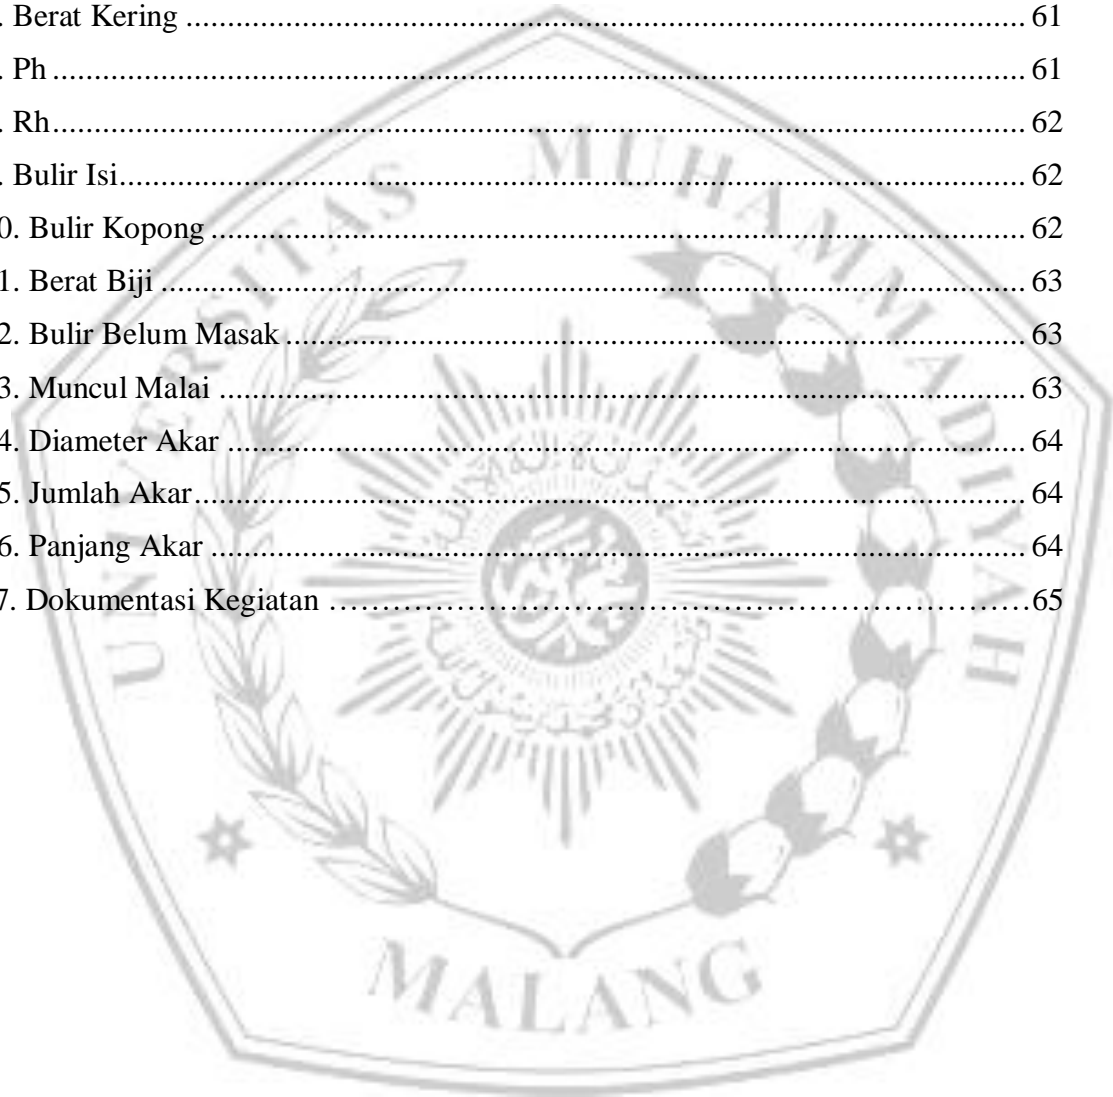 . Berat Kering ..................................................................................................... 61
. Ph ..................................................................................................................... 61
. Rh..................................................................................................................... 62
. Bulir Isi............................................................................................................. 62
0. Bulir Kopong .................................................................................................. 62
1. Berat Biji ........................................................................................................ 63
2. Bulir Belum Masak ......................................................................................... 63
3. Muncul Malai ................................................................................................. 63
4. Diameter Akar ................................................................................................ 64
5. Jumlah Akar.................................................................................................... 64
6. Panjang Akar .................................................................................................. 64
7. Dokumentasi Kegiatan ……………………………………………………………………65
UNIVERSITAS MUHAMMADIYAH
MALANG